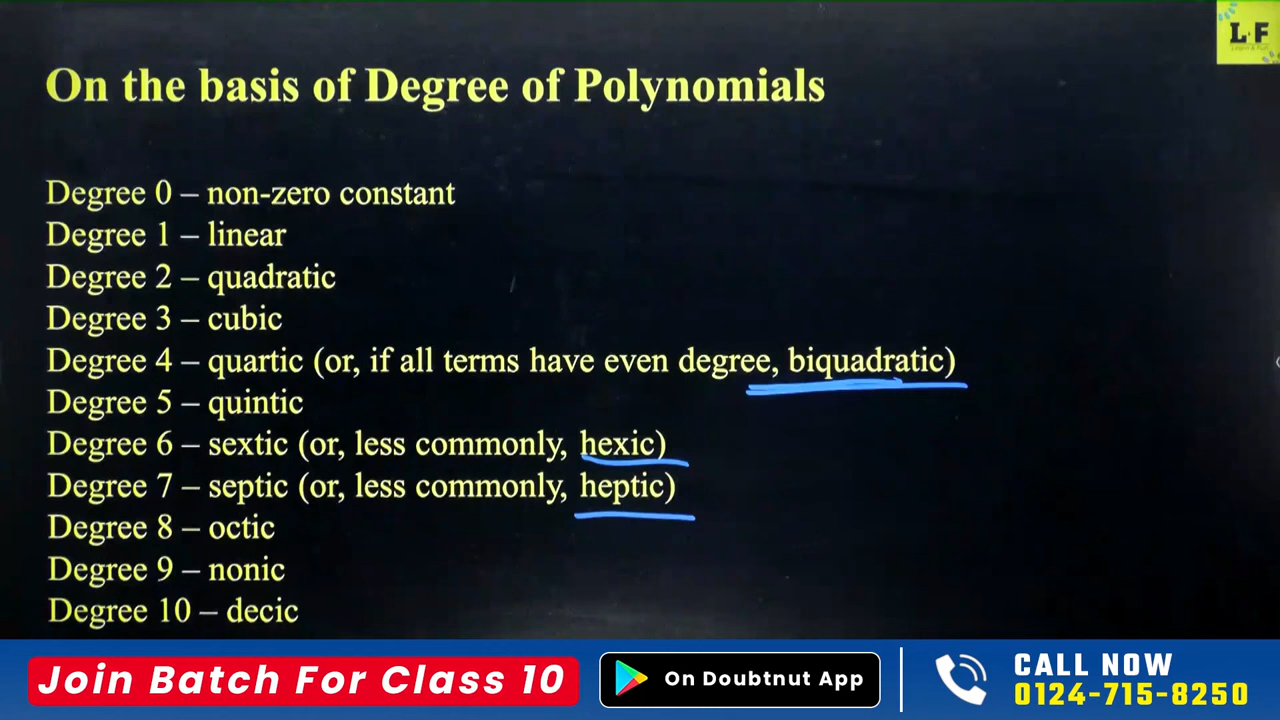 L·F
On the basis of Degree of Polynomials
Degree 0 – non-zero constant
Degree 1 – linear
Degree 2 – quadratic
Degree 3 – cubic
Degree 4 – quartic (or, if all terms have even degree, biquadratic)
Degree 5 – quintic
Degree 6 – sextic (or, less commonly, hexic)
Degree 7 – septic (or, less commonly, heptic)
Degree 8 – octic
Degree 9 – nonic
Degree 10 – decic
Join Batch For Class 10
On Doubtnut App
CALL NOW
0124-715-8250